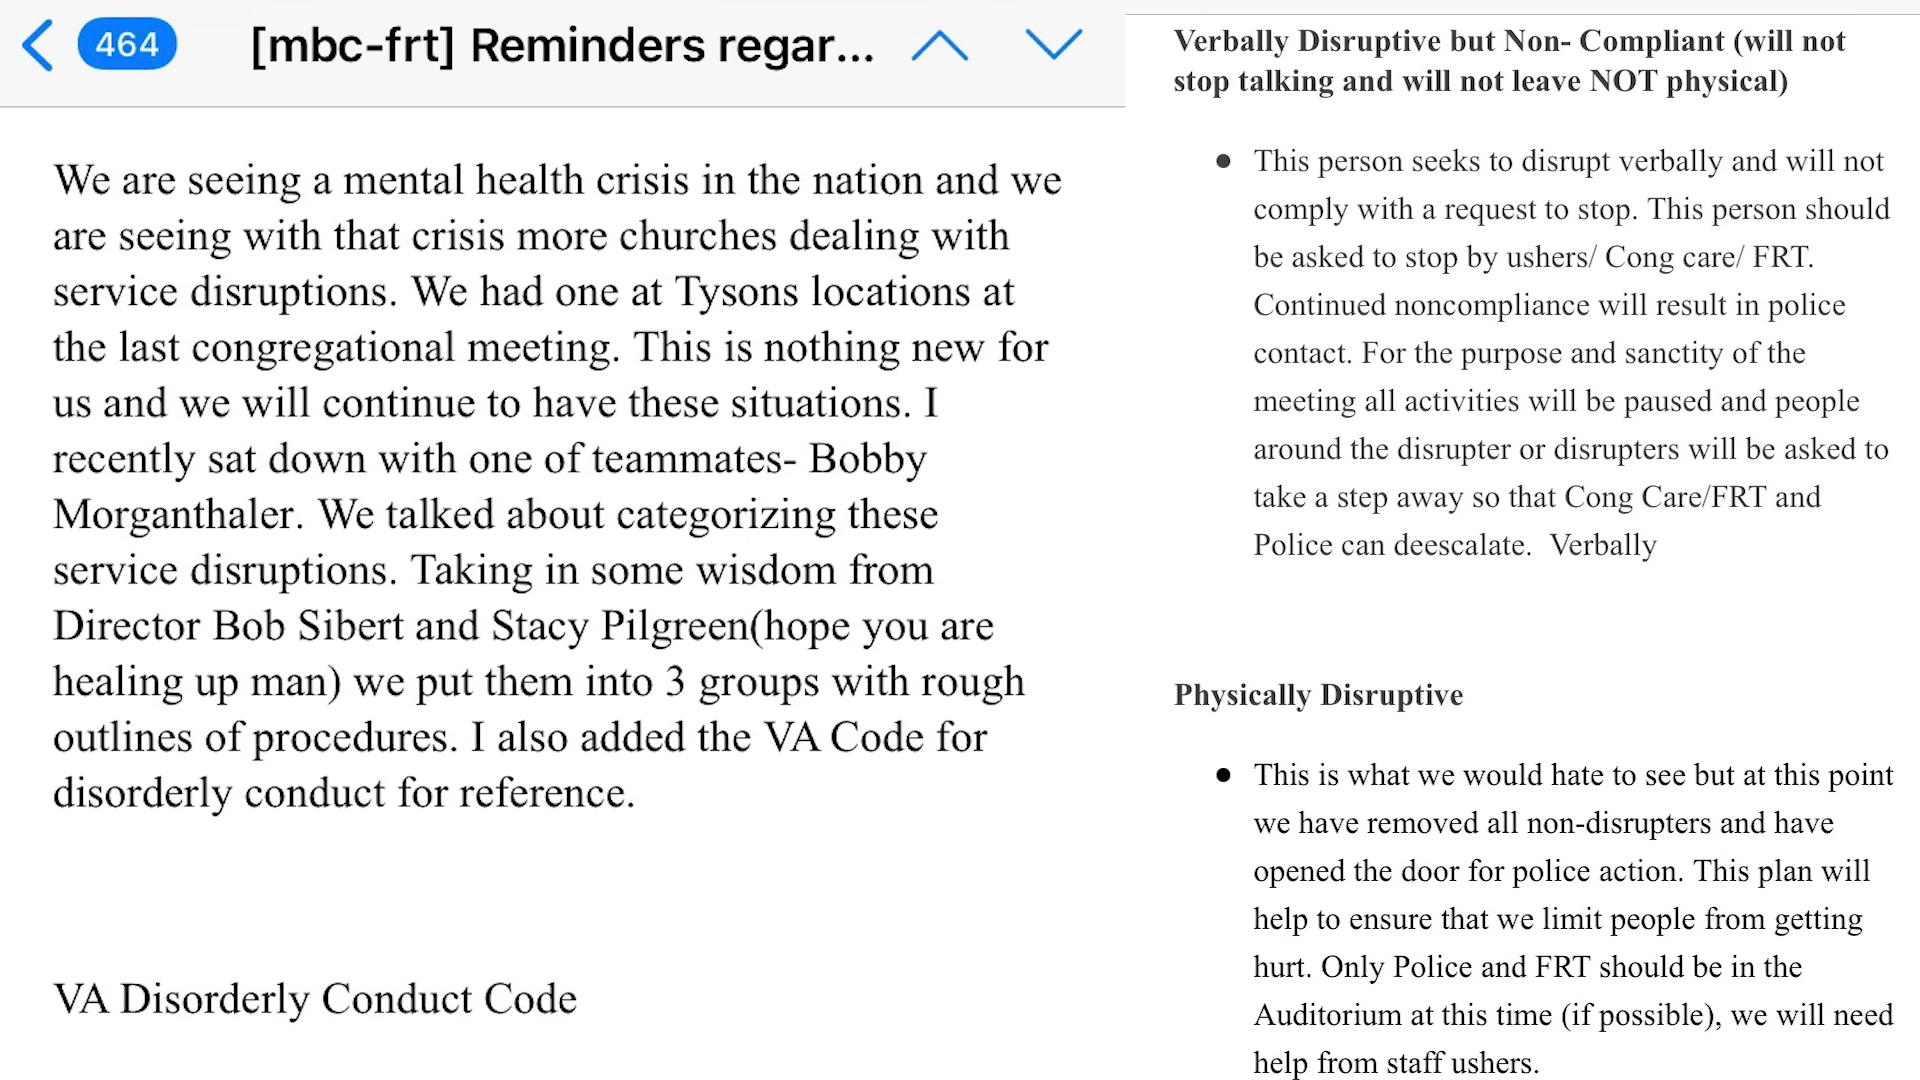 464
[mbc-frt] Reminders regar...
We are seeing a mental health crisis in the nation and we
are seeing with that crisis more churches dealing with
service disruptions. We had one at Tysons locations at
the last congregational meeting. This is nothing new for
us and we will continue to have these situations. I
recently sat down with one of teammates- Bobby
Morganthaler. We talked about categorizing these
service disruptions. Taking in some wisdom from
Director Bob Sibert and Stacy Pilgreen(hope you are
healing up man) we put them into 3 groups with rough
outlines of procedures. I also added the VA Code for
disorderly conduct for reference.
VA Disorderly Conduct Code
Verbally Disruptive but Non- Compliant (will not
stop talking and will not leave NOT physical)
● This person seeks to disrupt verbally and will not
comply with a request to stop. This person should
be asked to stop by ushers/ Cong care/ FRT.
Continued noncompliance will result in police
contact. For the purpose and sanctity of the
meeting all activities will be paused and people
around the disrupter or disrupters will be asked to
take a step away so that Cong Care/FRT and
Police can deescalate.  Verbally
Physically Disruptive
● This is what we would hate to see but at this point
we have removed all non-disrupters and have
opened the door for police action. This plan will
help to ensure that we limit people from getting
hurt. Only Police and FRT should be in the
Auditorium at this time (if possible), we will need
help from staff ushers.